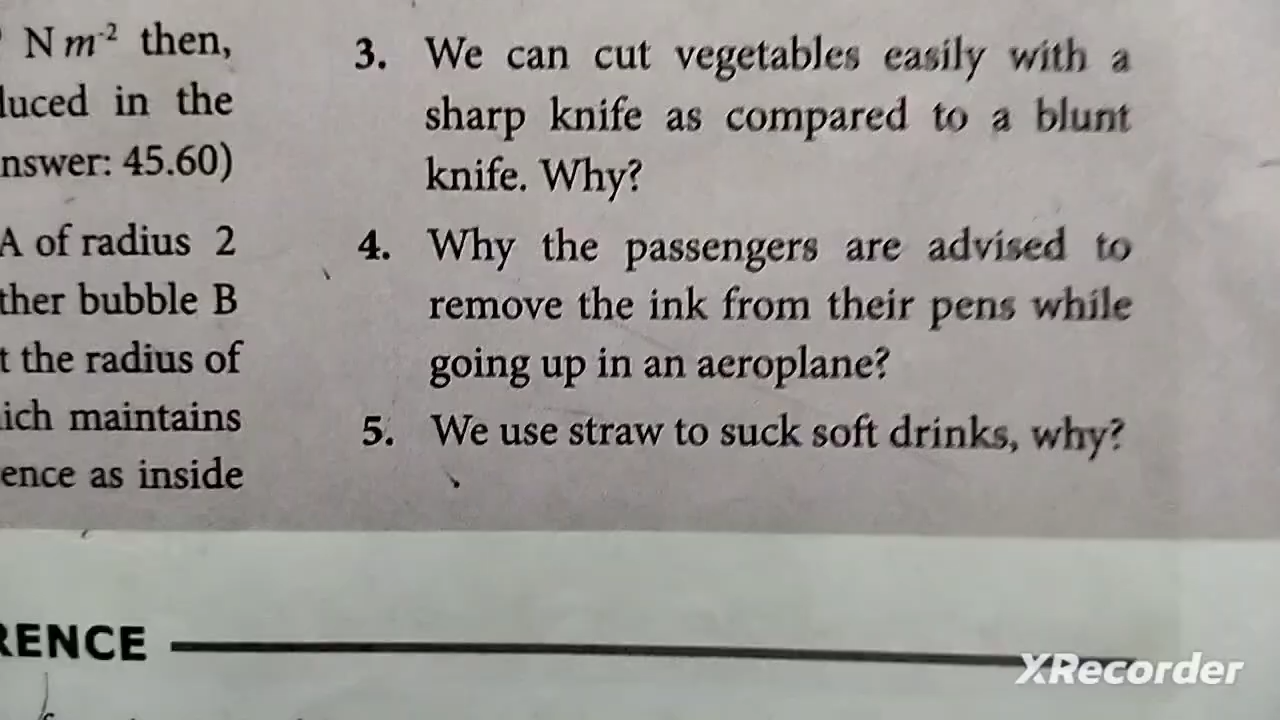 N m-2 then,
luced in the
nswer: 45.60)
A of radius 2
ther bubble B
t the radius of
ich maintains
ence as inside
3. We can cut vegetables easily with a
sharp knife as compared to a blunt
knife. Why?
4. Why the passengers are advised to
remove the ink from their pens while
going up in an aeroplane?
5. We use straw to suck soft drinks, why?
RENCE
XRecorder